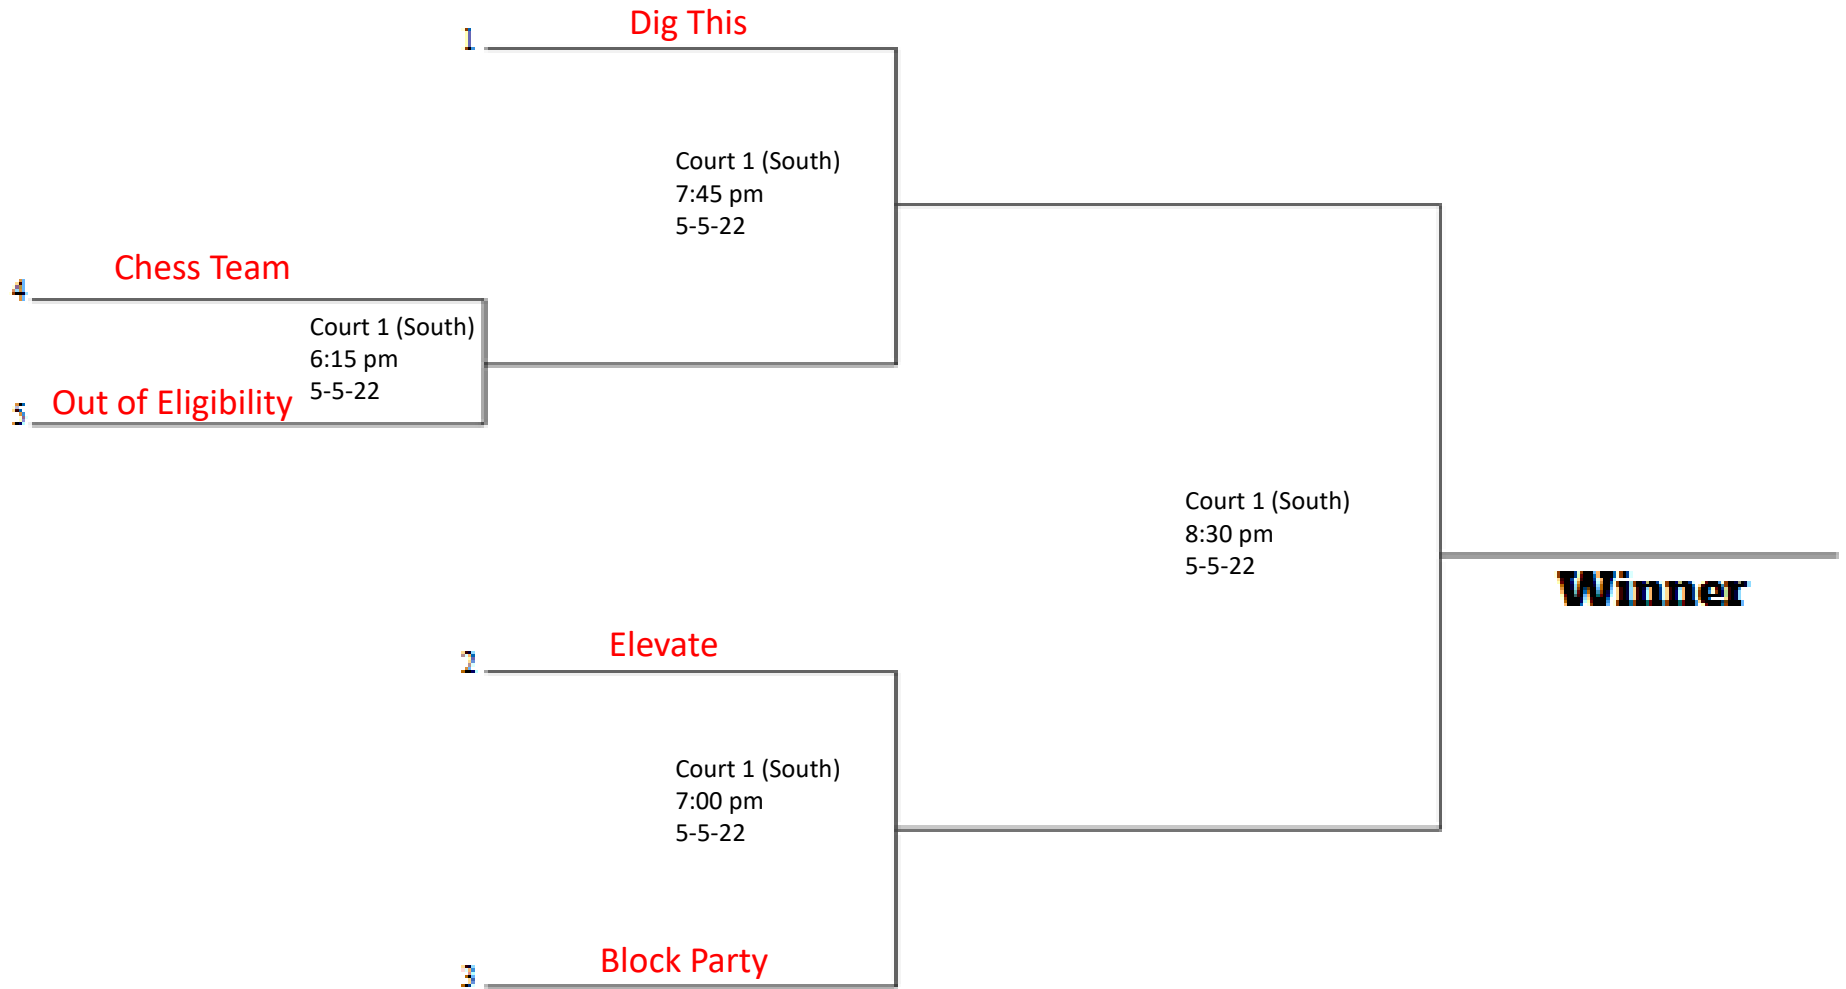 Dig This
1
Court 1 (South)
7:45 pm
5-5-22
Chess Team
4
Court 1 (South)
6:15 pm
5-5-22
Out of Eligibility
5
Court 1 (South)
8:30 pm
5-5-22
Winner
Elevate
2
Court 1 (South)
7:00 pm
5-5-22
Block Party
3